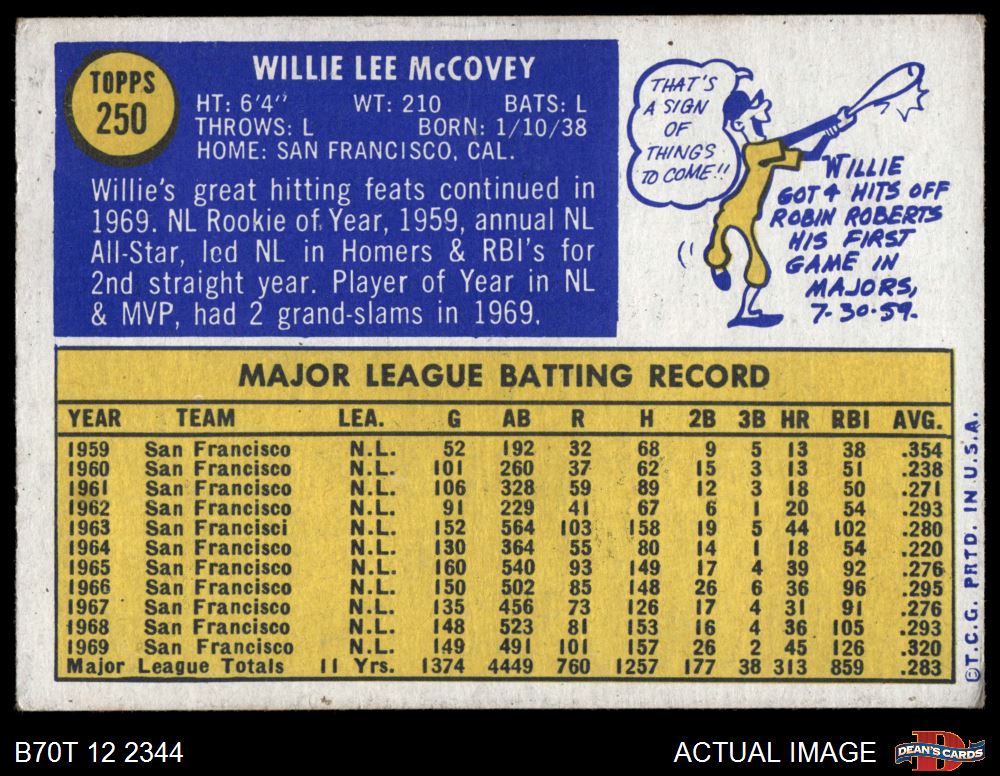 TOPPS
250
WILLIE LEE McCOVEY
HT: 6'4" WT: 210 BATS: L
THROWS: L BORN: 1/10/38
HOME: SAN FRANCISCO, CAL.
Willie's great hitting feats continued in
1969. NL Rookie of Year, 1959, annual NL
All-Star, led NL in Homers & RBI's for
2nd straight year. Player of Year in NL
& MVP, had 2 grand-slams in 1969.
THAT'S
A SIGN
OF
THINGS
TO COME!!
WILLIE
GOT 4 HITS OFF
ROBIN ROBERTS
HIS FIRST
GAME IN
MAJORS,
7-30-59.
MAJOR LEAGUE BATTING RECORD
YEAR TEAM LEA. G AB R H 2B 3B HR RBI AVG.
1959 San Francisco N.L. 52 192 32 68 9 5 13 38 .354
1960 San Francisco N.L. 101 260 37 62 15 3 13 51 .238
1961 San Francisco N.L. 106 328 59 89 12 3 18 50 .271
1962 San Francisco N.L. 91 229 41 67 6 1 20 54 .293
1963 San Francisci N.L. 152 564 103 158 19 5 44 102 .280
1964 San Francisco N.L. 130 364 55 80 14 1 18 54 .220
1965 San Francisco N.L. 160 540 93 149 17 4 39 92 .276
1966 San Francisco N.L. 150 502 85 148 26 6 36 96 .295
1967 San Francisco N.L. 135 456 73 126 17 4 31 91 .276
1968 San Francisco N.L. 148 523 81 153 16 4 36 105 .293
1969 San Francisco N.L. 149 491 101 157 26 2 45 126 .320
Major League Totals 11 Yrs. 1374 4449 760 1257 177 38 313 859 .283
©T.C.G. PRTD. IN U.S.A.
B70T 12 2344
ACTUAL IMAGE
D
DEAN'S CARDS